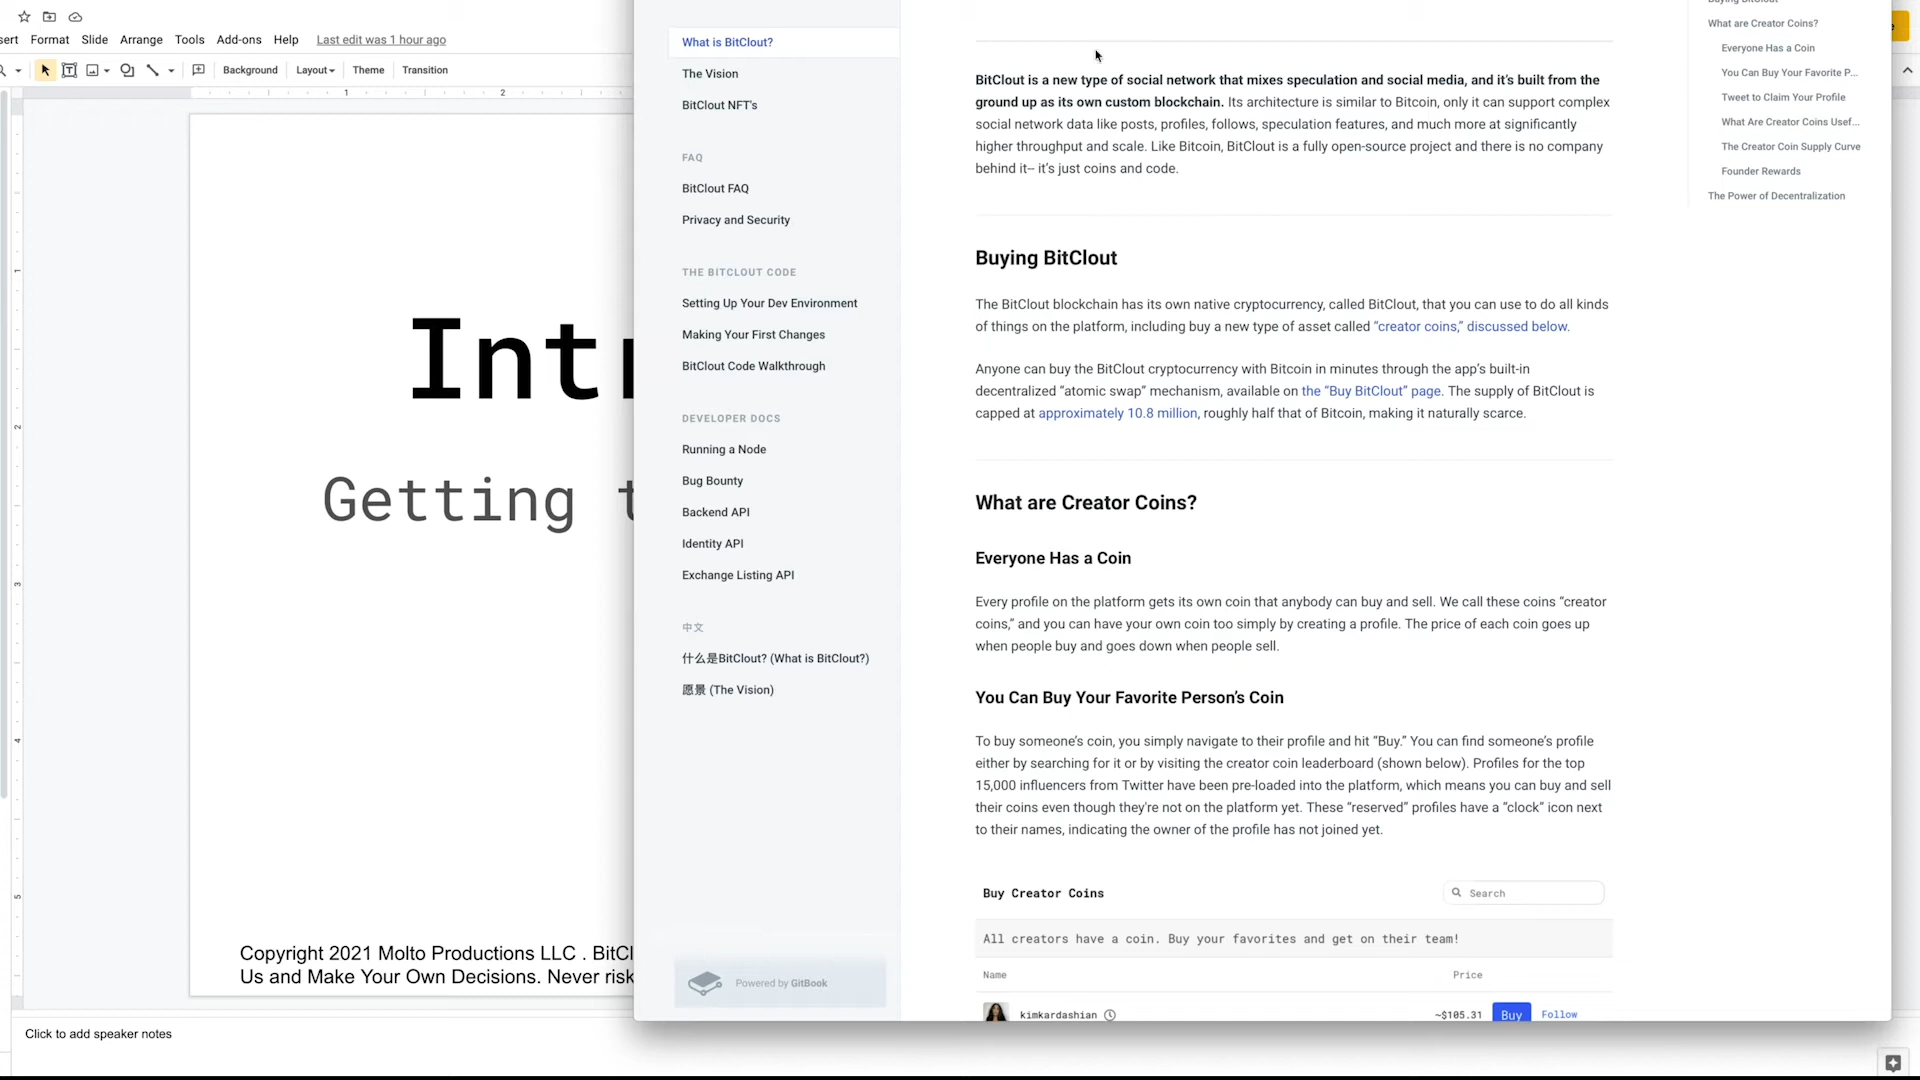 sert Format Slide Arrange Tools Add-ons Help Last edit was 1 hour ago
Background Layout Theme Transition
1 2
1
2
3
4
5
Intr
Getting t
Copyright 2021 Molto Productions LLC . BitCl
Us and Make Your Own Decisions. Never risk
Click to add speaker notes
What is BitClout?
The Vision
BitClout NFT's
FAQ
BitClout FAQ
Privacy and Security
THE BITCLOUT CODE
Setting Up Your Dev Environment
Making Your First Changes
BitClout Code Walkthrough
DEVELOPER DOCS
Running a Node
Bug Bounty
Backend API
Identity API
Exchange Listing API
中文
什么是BitClout? (What is BitClout?)
愿景 (The Vision)
Powered by GitBook
BitClout is a new type of social network that mixes speculation and social media, and it's built from the
ground up as its own custom blockchain. Its architecture is similar to Bitcoin, only it can support complex
social network data like posts, profiles, follows, speculation features, and much more at significantly
higher throughput and scale. Like Bitcoin, BitClout is a fully open-source project and there is no company
behind it-- it's just coins and code.
Buying BitClout
The BitClout blockchain has its own native cryptocurrency, called BitClout, that you can use to do all kinds
of things on the platform, including buy a new type of asset called “creator coins,” discussed below.
Anyone can buy the BitClout cryptocurrency with Bitcoin in minutes through the app's built-in
decentralized “atomic swap” mechanism, available on the “Buy BitClout” page. The supply of BitClout is
capped at approximately 10.8 million, roughly half that of Bitcoin, making it naturally scarce.
What are Creator Coins?
Everyone Has a Coin
Every profile on the platform gets its own coin that anybody can buy and sell. We call these coins “creator
coins,” and you can have your own coin too simply by creating a profile. The price of each coin goes up
when people buy and goes down when people sell.
You Can Buy Your Favorite Person's Coin
To buy someone's coin, you simply navigate to their profile and hit “Buy.” You can find someone's profile
either by searching for it or by visiting the creator coin leaderboard (shown below). Profiles for the top
15,000 influencers from Twitter have been pre-loaded into the platform, which means you can buy and sell
their coins even though they're not on the platform yet. These “reserved” profiles have a “clock” icon next
to their names, indicating the owner of the profile has not joined yet.
Buy Creator Coins Search
All creators have a coin. Buy your favorites and get on their team!
Name Price
kimkardashian ~$105.31 Buy Follow
Buying BitClout
What are Creator Coins?
Everyone Has a Coin
You Can Buy Your Favorite P...
Tweet to Claim Your Profile
What Are Creator Coins Usef...
The Creator Coin Supply Curve
Founder Rewards
The Power of Decentralization